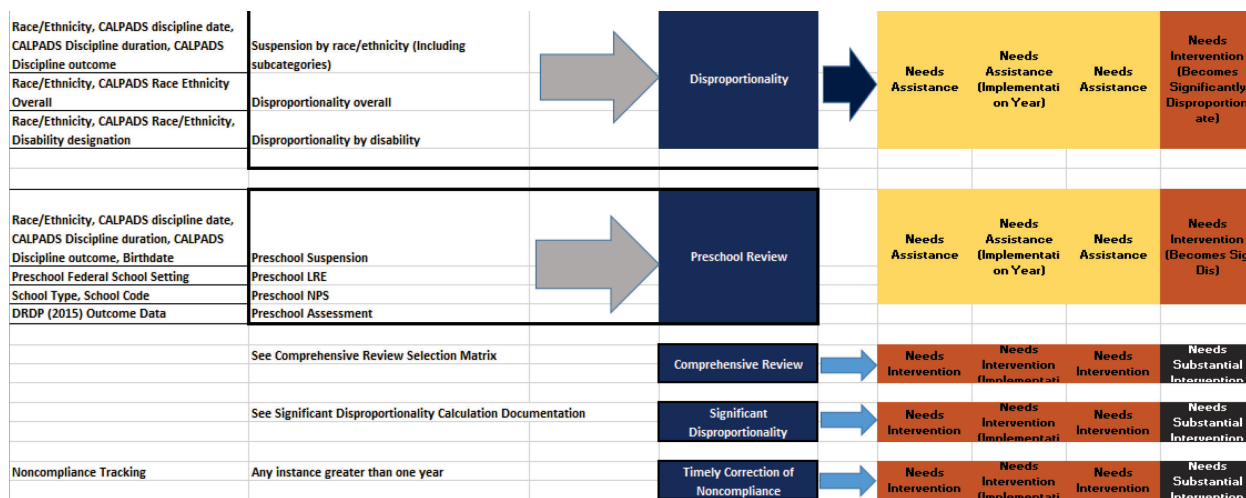 Race/Ethnicity, CALPADS discipline date,
CALPADS Discipline duration, CALPADS
Discipline outcome
Suspension by race/ethnicity (Including
subcategories)
Race/Ethnicity, CALPADS Race Ethnicity
Overall
Disproportionality overall
Race/Ethnicity, CALPADS Race/Ethnicity,
Disability designation
Disproportionality by disability
Disproportionality
Needs
Assistance
Needs
Assistance
(Implementati
on Year)
Needs
Assistance
Needs
Intervention
(Becomes
Significantly
Disproportion
ate)
Race/Ethnicity, CALPADS discipline date,
CALPADS Discipline duration, CALPADS
Discipline outcome, Birthdate
Preschool Suspension
Preschool Federal School Setting
Preschool LRE
School Type, School Code
Preschool NPS
DRDP (2015) Outcome Data
Preschool Assessment
Preschool Review
Needs
Assistance
Needs
Assistance
(Implementati
on Year)
Needs
Assistance
Needs
Intervention
(Becomes Sig
Dis)
See Comprehensive Review Selection Matrix
Comprehensive Review
Needs
Intervention
Needs
Intervention
(Implementati
Needs
Intervention
Needs
Substantial
Intervention
See Significant Disproportionality Calculation Documentation
Significant
Disproportionality
Needs
Intervention
Needs
Intervention
(Implementati
Needs
Intervention
Needs
Substantial
Intervention
Noncompliance Tracking
Any instance greater than one year
Timely Correction of
Noncompliance
Needs
Intervention
Needs
Intervention
(Implementati
Needs
Intervention
Needs
Substantial
Intervention